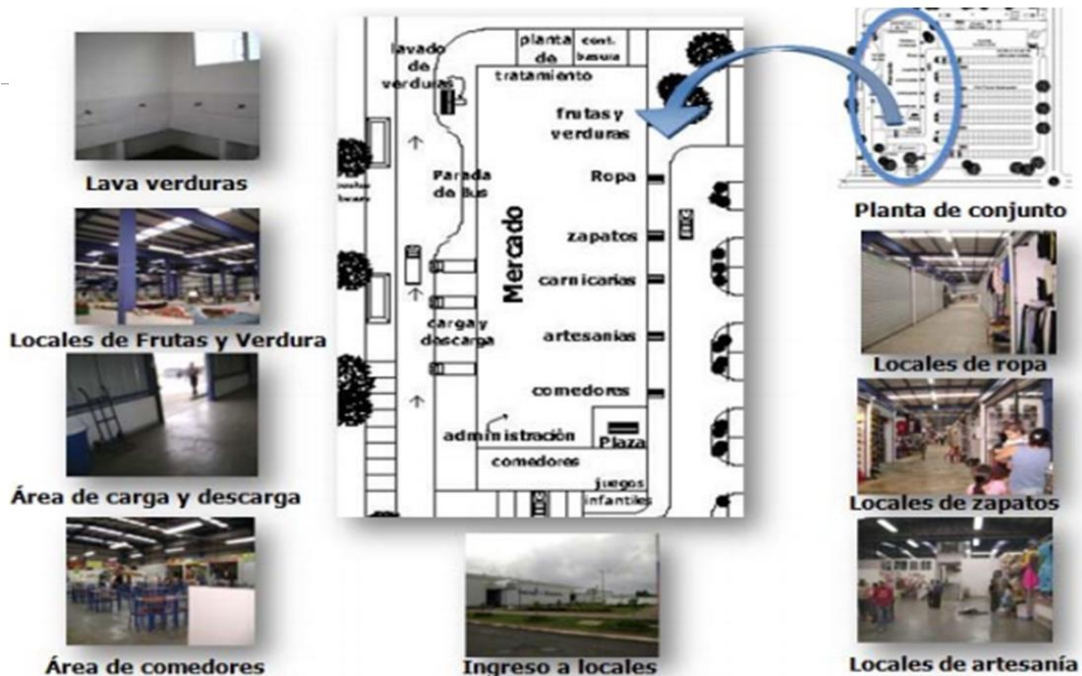 Lava verduras
Locales de Frutas y Verdura
Área de carga y descarga
Área de comedores
lavado
de
verduras
planta
de
tratamiento
cont.
basura
frutas y
verduras
Ropa
Parada
de Bus
zapatos
Mercado
carnicarias
carga y
descarga
artesanias
comedores
administración
Plaza
comedores
juegos
infantiles
Ingreso a locales
Mercado
Planta de conjunto
Locales de ropa
Locales de zapatos
Locales de artesanía